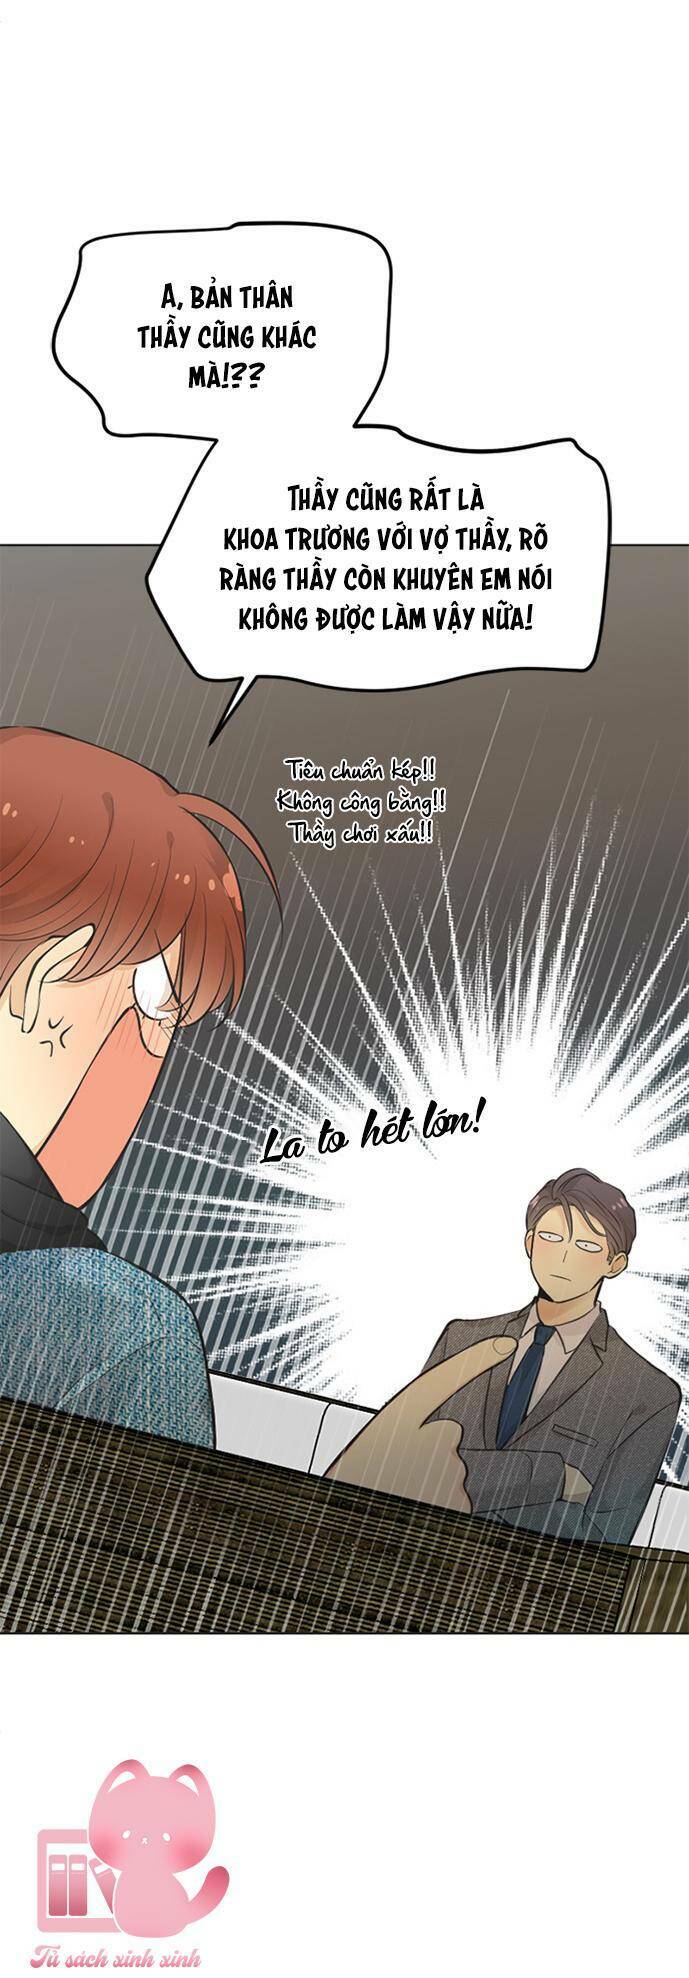 A, BẢN THÂN
THẦY CŨNG KHÁC
MÀ!??
THẦY CŨNG RẤT LÀ
KHOA TRƯƠNG VỚI VỢ THẦY, RÕ
RÀNG THẦY CÒN KHUYÊN EM NÓI
KHÔNG ĐƯỢC LÀM VẬY NỮA!
Tiêu chuẩn kép!!
Không công bằng!!
Thầy chơi xấu!!
La to hét lớn!
Tủ sách xinh xinh